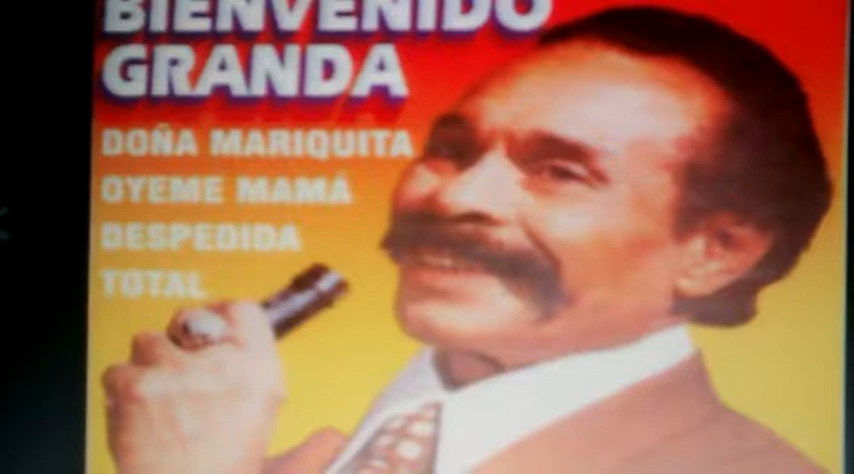 BIENVENIDO
GRANDA
DOÑA MARIQUITA
OYEME MAMÁ
DESPEDIDA
TOTAL